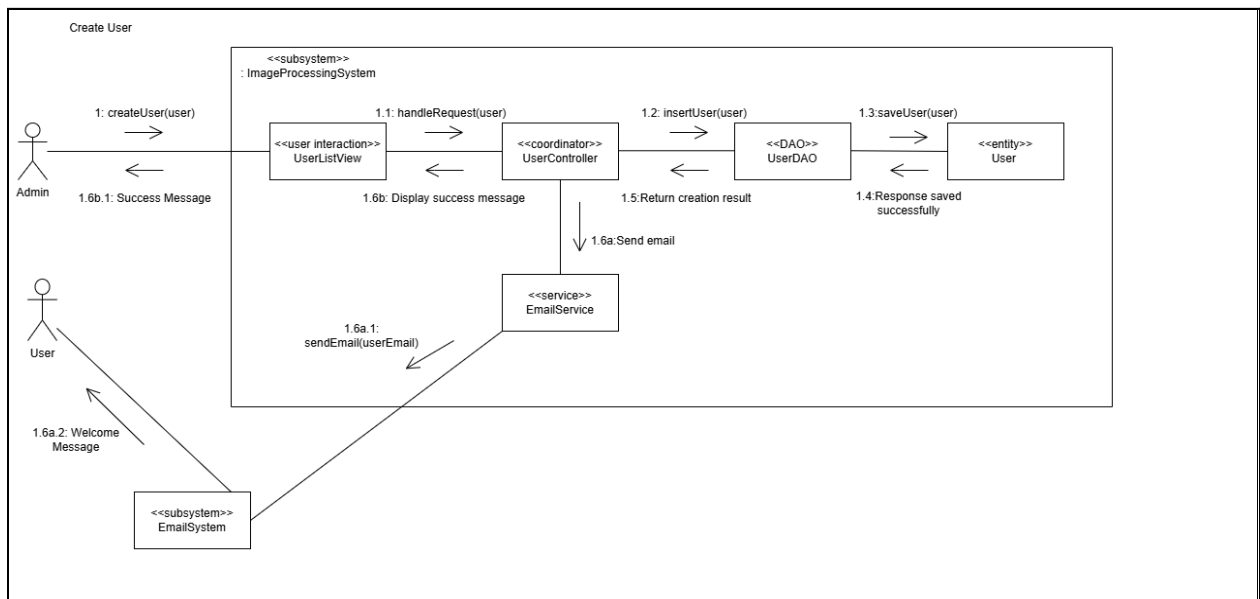 Create User
<<subsystem>>
: ImageProcessingSystem
1: createUser(user)
1.1: handleRequest(user)
1.2: insertUser(user)
1.3:saveUser(user)
<<user interaction>>
UserListView
<<coordinator>>
UserController
<<DAO>>
UserDAO
<<entity>>
User
Admin
1.6b.1: Success Message
1.6b: Display success message
1.5:Return creation result
1.4:Response saved
successfully
1.6a:Send email
<<service>>
EmailService
1.6a.1:
sendEmail(userEmail)
User
1.6a.2: Welcome
Message
<<subsystem>>
EmailSystem